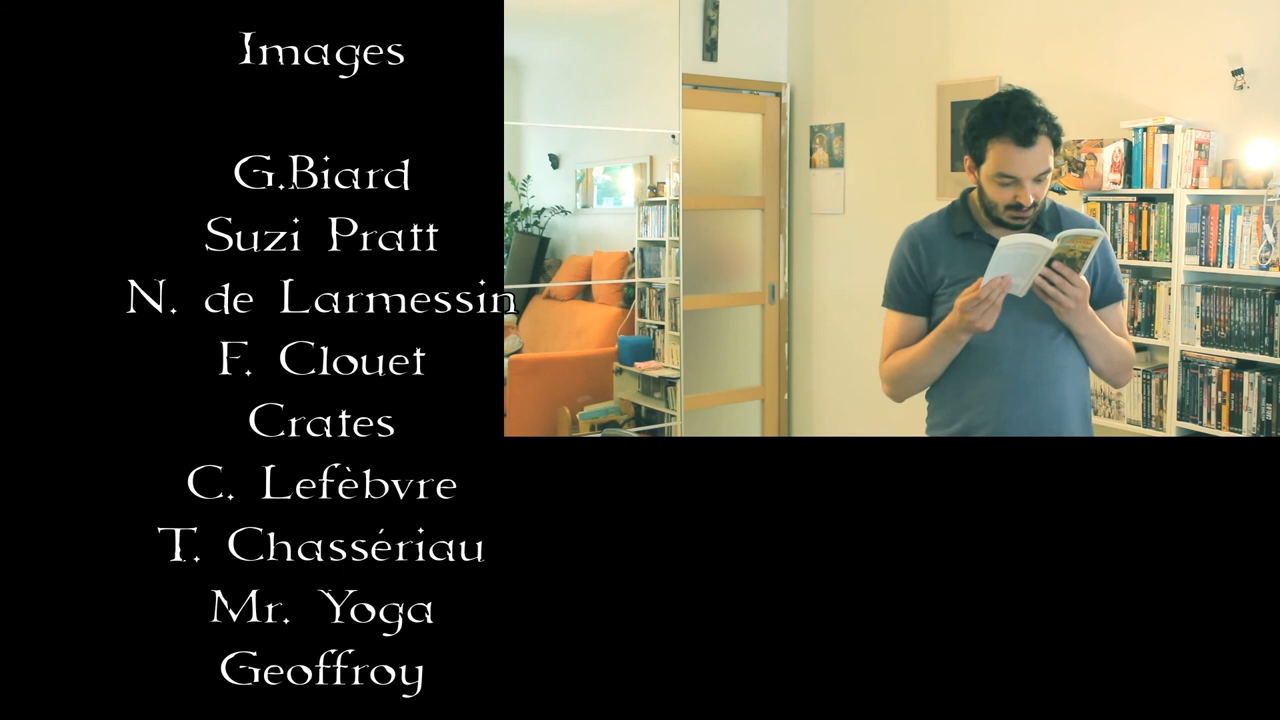 Images
G.Biard
Suzi Pratt
N. de Larmessin
F. Clouet
Crates
C. Lefèbvre
T. Chassériau
Mr. Yoga
Geoffroy